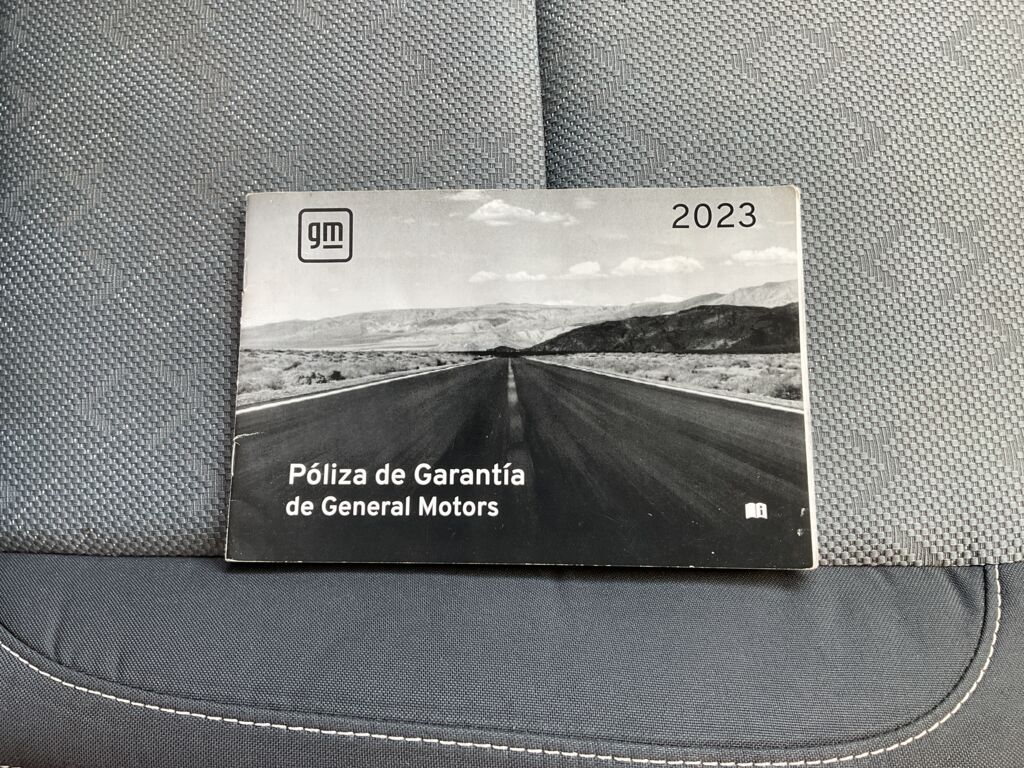 gm
2023
Póliza de Garantía
de General Motors